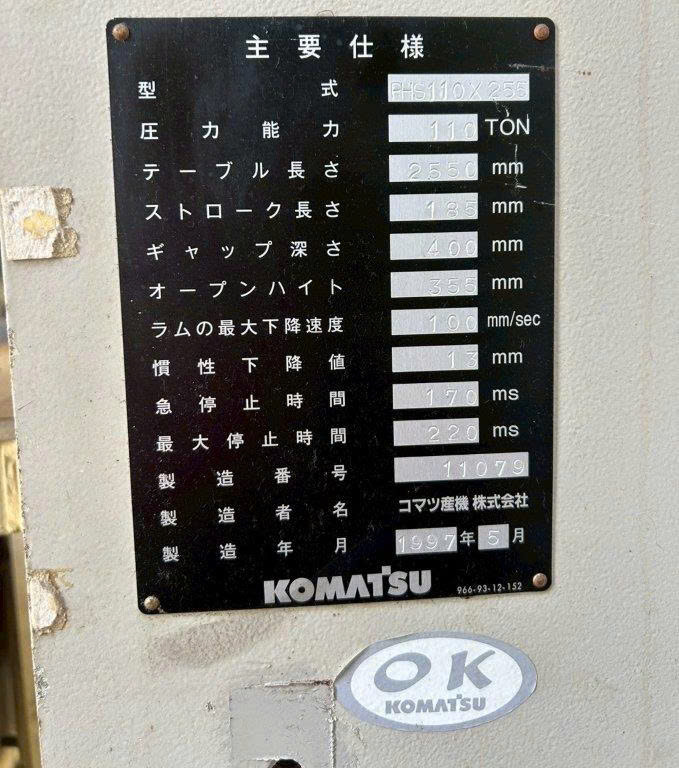 主要仕様
型式 PHS110X255
圧力能力 110 TON
テーブル長さ 2550 mm
ストローク長さ 185 mm
ギャップ深さ 400 mm
オープンハイト 355 mm
ラムの最大下降速度 100 mm/sec
慣性下降値 13 mm
急停止時間 170 ms
最大停止時間 220 ms
製造番号 11079
製造者名 コマツ産機 株式会社
製造年月 1997年5月
KOMATSU 966-93-12-152
OK
KOMATSU